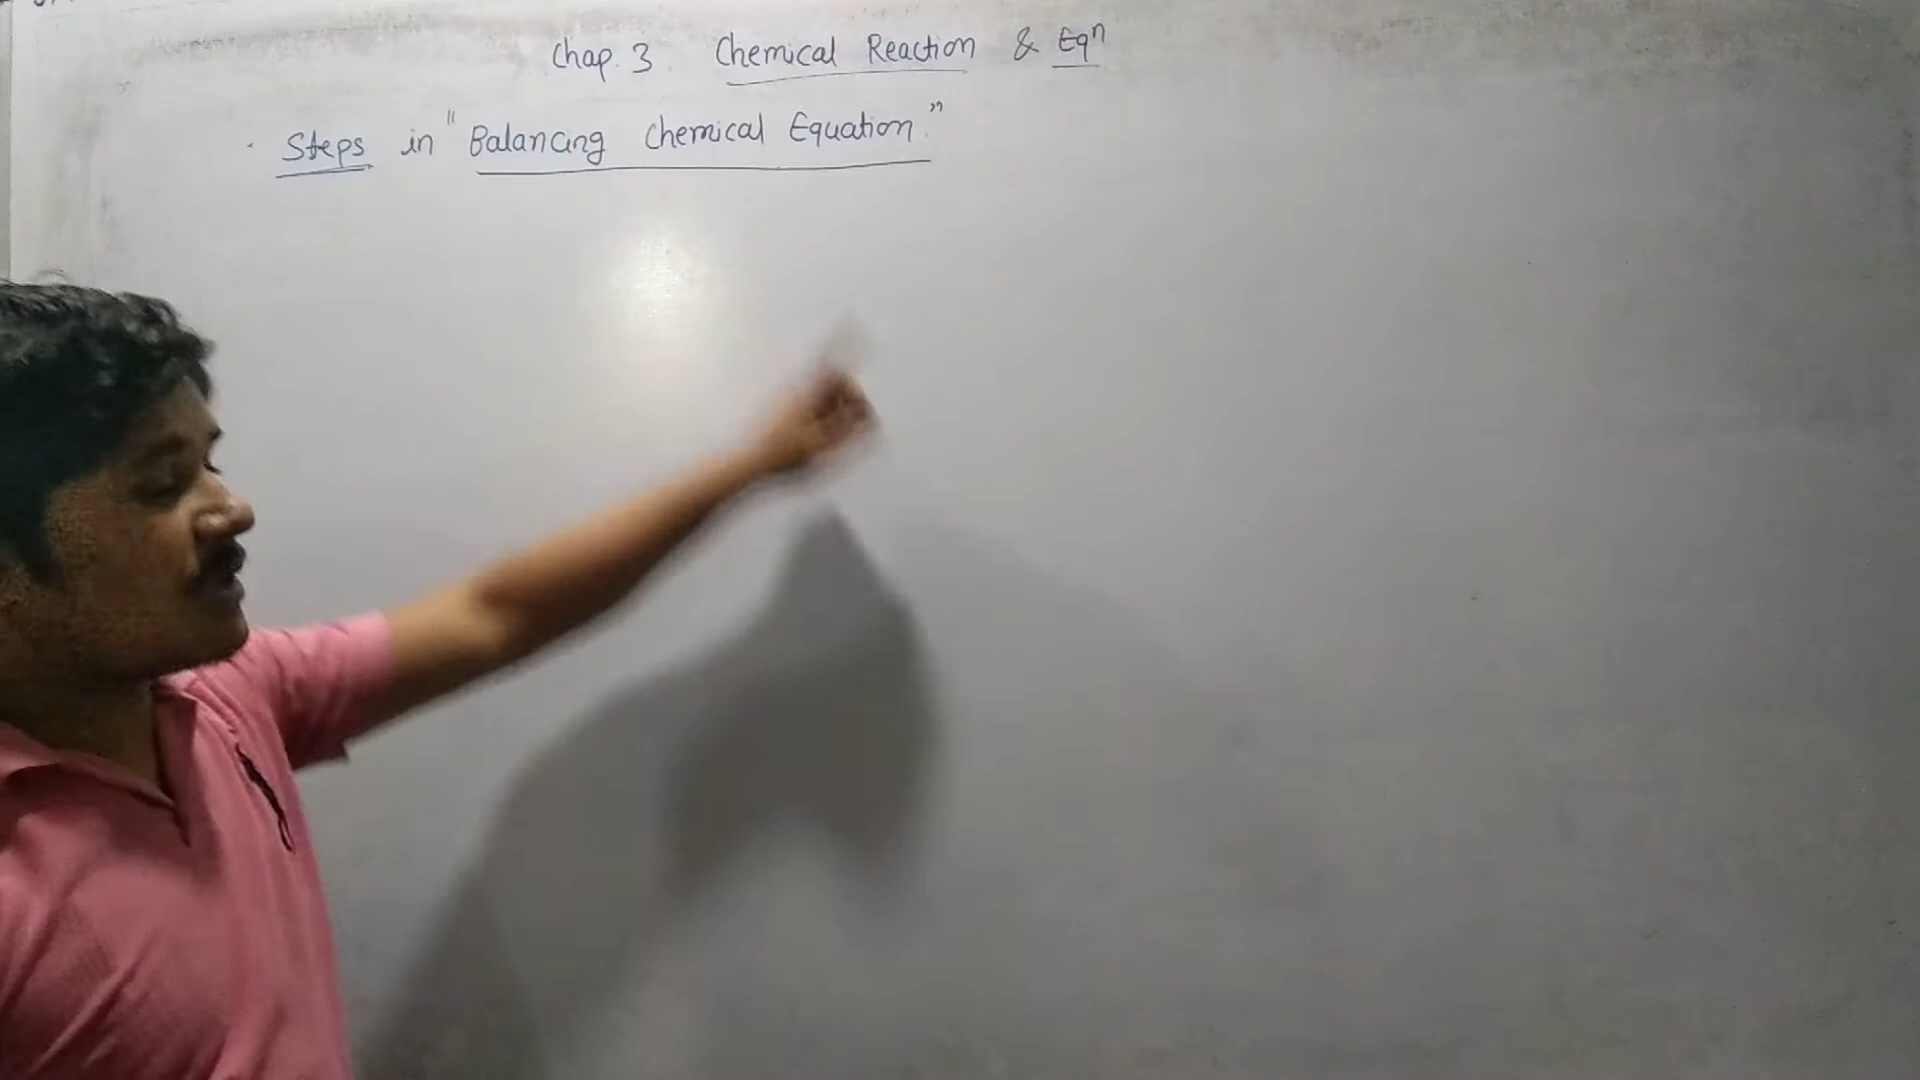 Chap. 3. Chemical Reaction & Eqⁿ
· Steps in "Balancing Chemical Equation."